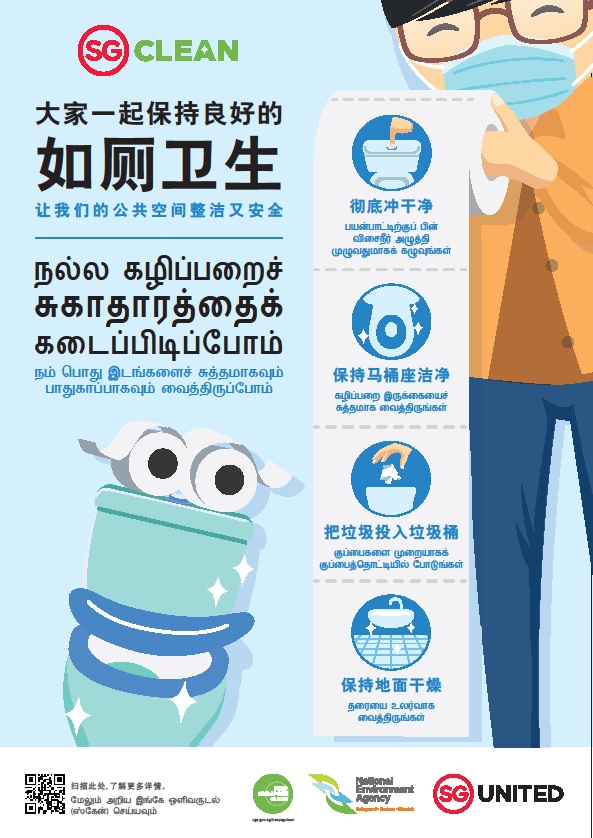 SG CLEAN
大家一起保持良好的
如厕卫生
让我们的公共空间整洁又安全
நல்ல கழிப்பறைச்
சுகாதாரத்தைக்
கடைப்பிடிப்போம்
நம் பொது இடங்களைச் சுத்தமாகவும்
பாதுகாப்பாகவும் வைத்திருப்போம்
彻底冲干净
பயன்பாட்டிற்குப் பின்
விசைநீர் அழுத்தி
முழுவதுமாகக் கழுவுங்கள்
保持马桶座洁净
கழிப்பறை இருக்கையைச்
சுத்தமாக வைத்திருங்கள்
把垃圾投入垃圾桶
குப்பைகளை முறையாகக்
குப்பைத்தொட்டியில் போடுங்கள்
保持地面干燥
தரையை உலர்வாக
வைத்திருங்கள்
扫描此处,了解更多详情。
மேலும் அறிய இங்கே ஒளிவருடல்
(ஸ்கேன்) செய்யவும்
National
Environment
Agency
SG UNITED